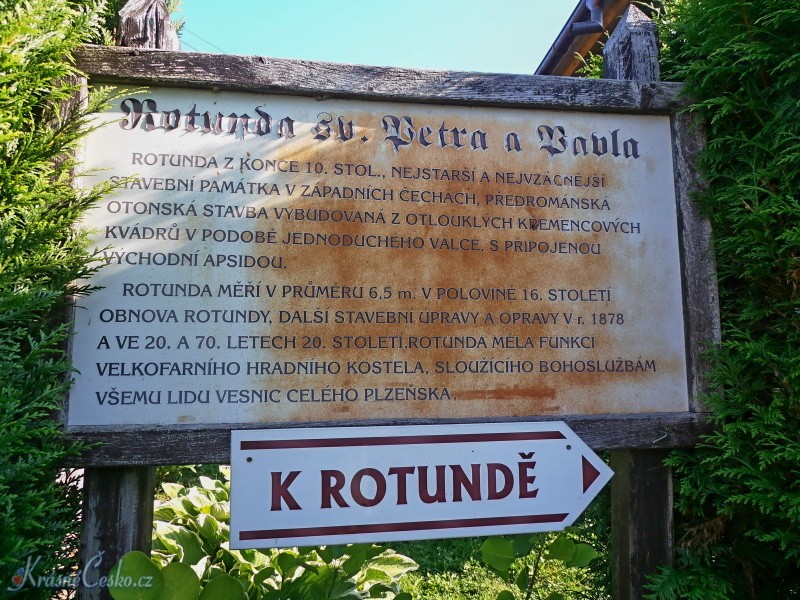 Rotunda sv. Petra a Pavla
ROTUNDA Z KONCE 10. STOL., NEJSTARŠÍ A NEJVZÁCNĚJŠÍ
STAVEBNÍ PAMÁTKA V ZÁPADNÍCH ČECHACH, PREDROMÁNSKÁ
OTONSKÁ STAVBA VYBUDOVANÁ Z OTLOUKLÝCH KŘEMENCOVÝCH
KVÁDRŮ V PODOBĚ JEDNODUCHÉHO VÁLCE, S PŘIPOJENOU
VÝCHODNÍ APSIDOU.
ROTUNDA MĚŘÍ V PRŮMĚRU 6,5 m. V POLOVINE 16. STOLETÍ
OBNOVA ROTUNDY, DALŠÍ STAVEBNÍ ÚPRAVY A OPRAVY V r. 1878
A VE 20. A 70. LETECH 20. STOLETÍ.ROTUNDA MĚLA FUNKCI
VELKOFARNÍHO HRADNÍHO KOSTELA, SLOUŽÍCÍHO BOHOSLUŽBÁM
VŠEMU LIDU VESNIC CELÉHO PLZEŇSKA.
K ROTUNDĚ
KrásnéČesko.cz